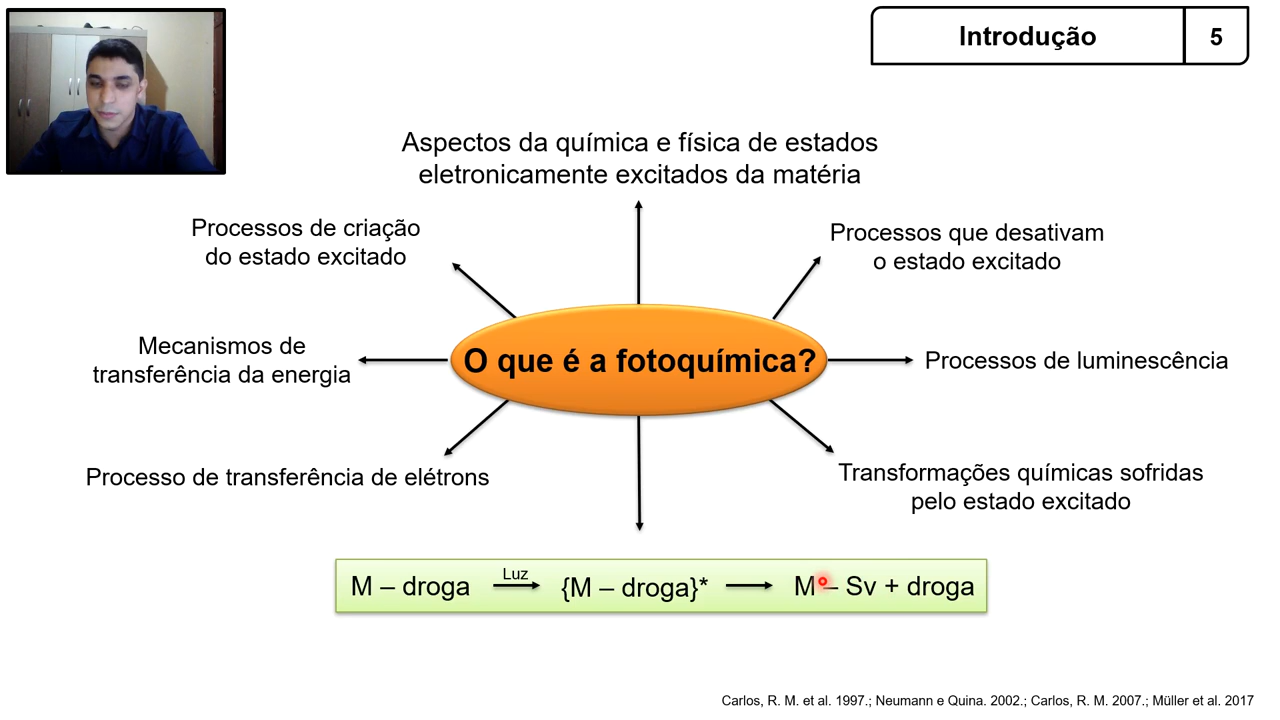 Introdução
5
Aspectos da química e física de estados
eletronicamente excitados da matéria
Processos de criação
do estado excitado
Processos que desativam
o estado excitado
Mecanismos de
transferência da energia
O que é a fotoquímica?
Processos de luminescência
Processo de transferência de elétrons
Transformações químicas sofridas
pelo estado excitado
Luz
M – droga {M – droga}* M – Sv + droga
Carlos, R. M. et al. 1997.; Neumann e Quina. 2002.; Carlos, R. M. 2007.; Müller et al. 2017